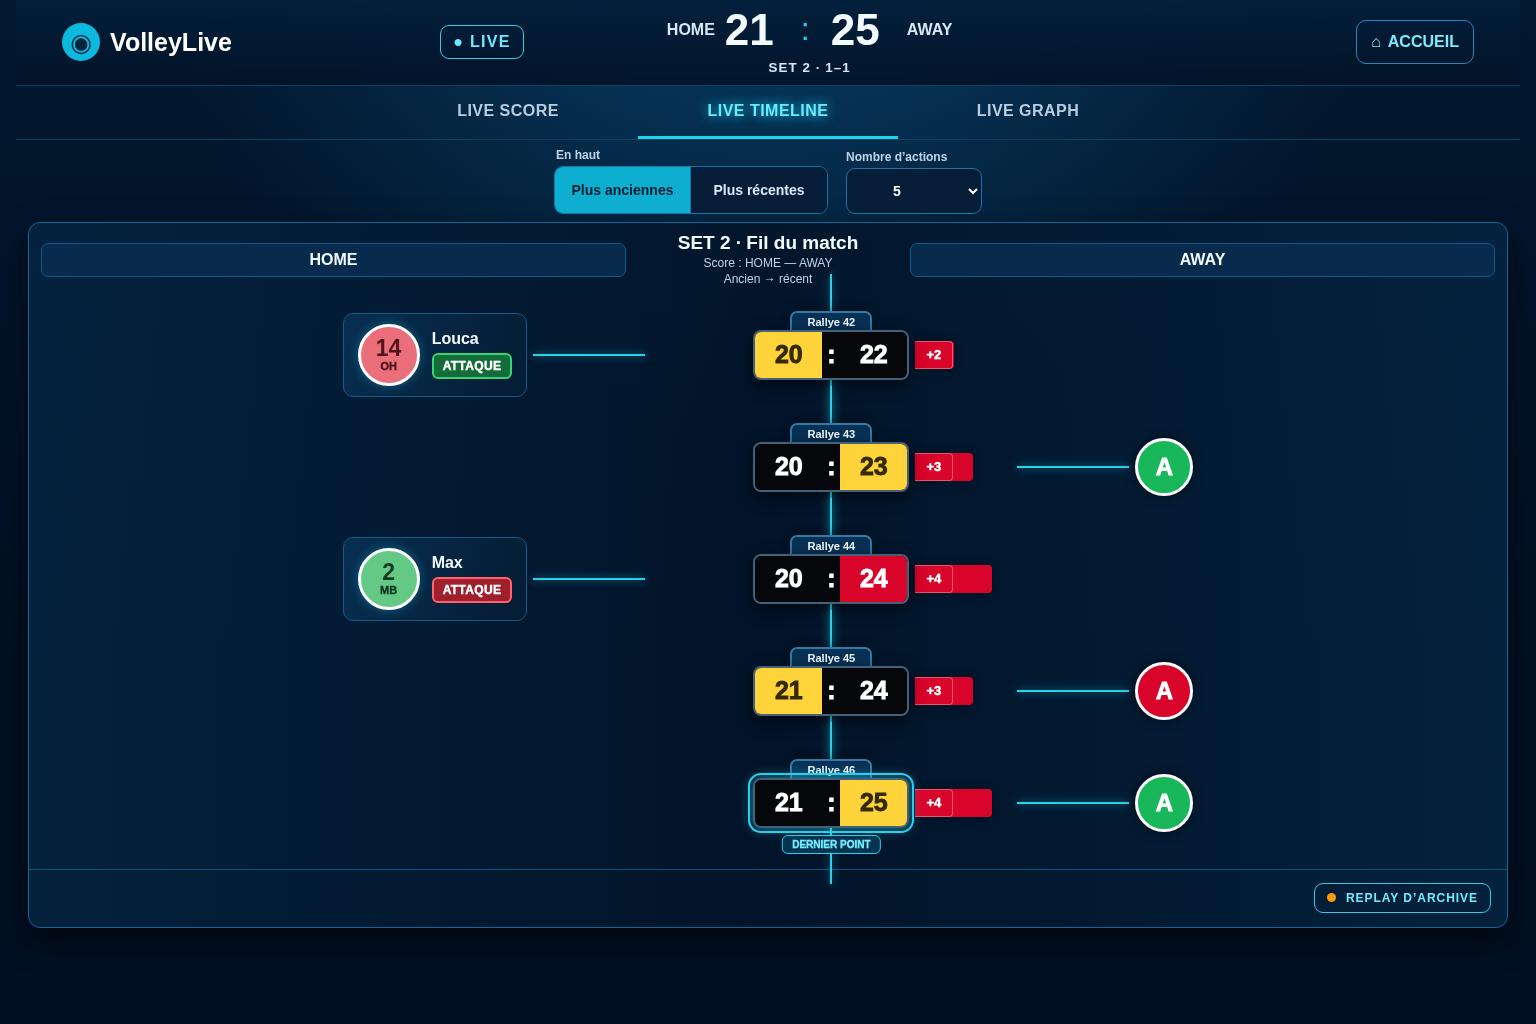 VolleyLive
● LIVE
HOME 21 : 25 AWAY
SET 2 · 1–1
⌂ ACCUEIL
LIVE SCORE
LIVE TIMELINE
LIVE GRAPH
En haut
Plus anciennes
Plus récentes
Nombre d’actions
5
HOME
SET 2 · Fil du match
Score : HOME — AWAY
Ancien → récent
AWAY
Rallye 42
14
OH
Louca
ATTAQUE
20 : 22
+2
Rallye 43
20 : 23
+3
A
Rallye 44
2
MB
Max
ATTAQUE
20 : 24
+4
Rallye 45
21 : 24
+3
A
Rallye 46
21 : 25
+4
A
DERNIER POINT
REPLAY D’ARCHIVE